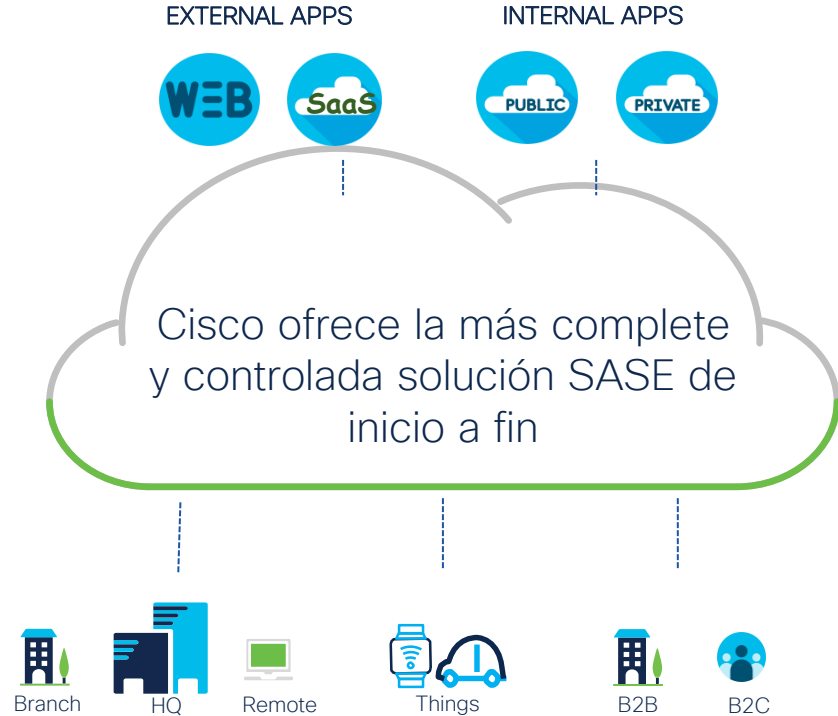 EXTERNAL APPS
INTERNAL APPS
WEB
SaaS
PUBLIC
PRIVATE
Cisco ofrece la más complete
y controlada solución SASE de
inicio a fin
Branch
HQ
Remote
Things
B2B
B2C